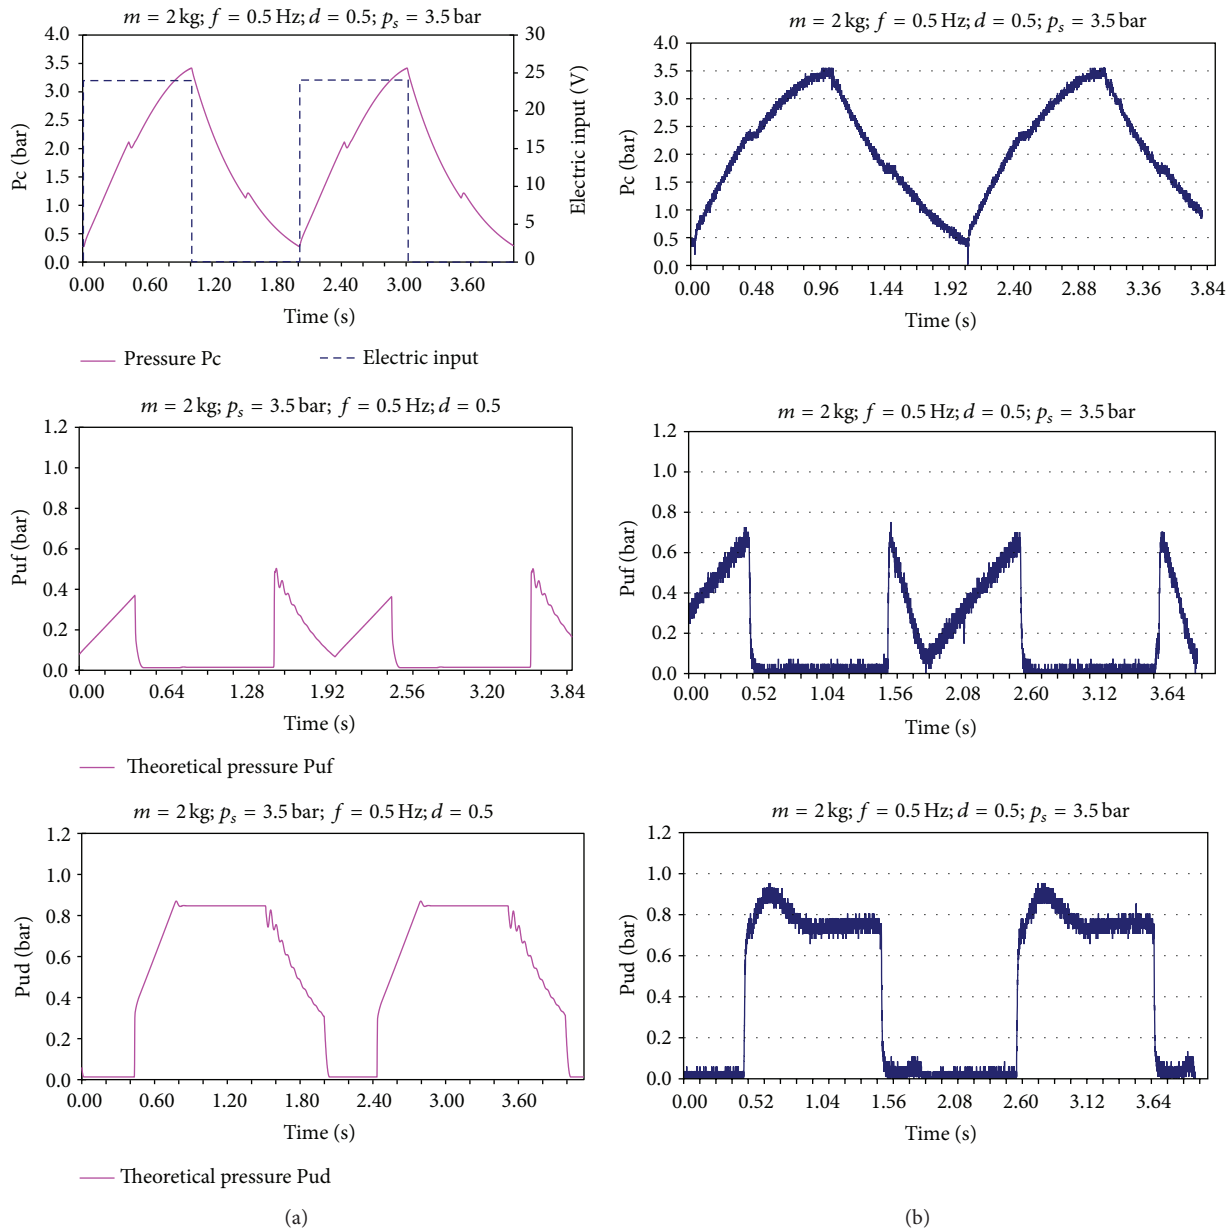 m = 2 kg; f = 0.5 Hz; d = 0.5; p_s = 3.5 bar
4.0
3.5
3.0
2.5
2.0
1.5
1.0
0.5
0.0
Pc (bar)
30
25
20
15
10
5
0
Electric input (V)
0.00 0.60 1.20 1.80 2.40 3.00 3.60
Time (s)
Pressure Pc
Electric input
m = 2 kg; f = 0.5 Hz; d = 0.5; p_s = 3.5 bar
4.0
3.5
3.0
2.5
2.0
1.5
1.0
0.5
0.0
Pc (bar)
0.00 0.48 0.96 1.44 1.92 2.40 2.88 3.36 3.84
Time (s)
m = 2 kg; p_s = 3.5 bar; f = 0.5 Hz; d = 0.5
1.2
1.0
0.8
0.6
0.4
0.2
0.0
Puf (bar)
0.00 0.64 1.28 1.92 2.56 3.20 3.84
Time (s)
Theoretical pressure Puf
m = 2 kg; f = 0.5 Hz; d = 0.5; p_s = 3.5 bar
1.2
1.0
0.8
0.6
0.4
0.2
0.0
Puf (bar)
0.00 0.52 1.04 1.56 2.08 2.60 3.12 3.64
Time (s)
m = 2 kg; p_s = 3.5 bar; f = 0.5 Hz; d = 0.5
1.2
1.0
0.8
0.6
0.4
0.2
0.0
Pud (bar)
0.00 0.60 1.20 1.80 2.40 3.00 3.60
Time (s)
Theoretical pressure Pud
(a)
m = 2 kg; f = 0.5 Hz; d = 0.5; p_s = 3.5 bar
1.2
1.0
0.8
0.6
0.4
0.2
0.0
Pud (bar)
0.00 0.52 1.04 1.56 2.08 2.60 3.12 3.64
Time (s)
(b)